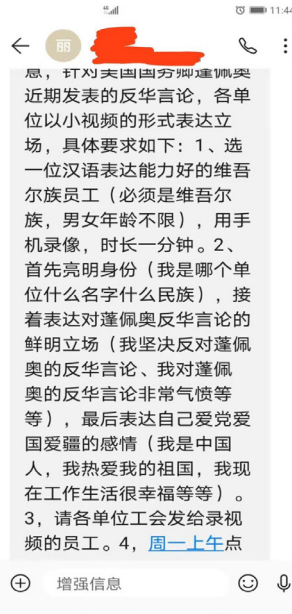 4G 11:44
丽
息，针对美国国务卿蓬佩奥
近期发表的反华言论，各单
位以小视频的形式表达立
场，具体要求如下：1、选
一位汉语表达能力好的维吾
尔族员工（必须是维吾尔
族，男女年龄不限），用手
机录像，时长一分钟。2、
首先亮明身份（我是哪个单
位什么名字什么民族），接
着表达对蓬佩奥反华言论的
鲜明立场（我坚决反对蓬佩
奥的反华言论、我对蓬佩
奥的反华言论非常气愤等
等），最后表达自己爱党爱
国爱疆的感情（我是中国
人，我热爱我的祖国，我现
在工作生活很幸福等等）。
3，请各单位工会发给录视
频的员工。4，周一上午点
增强信息